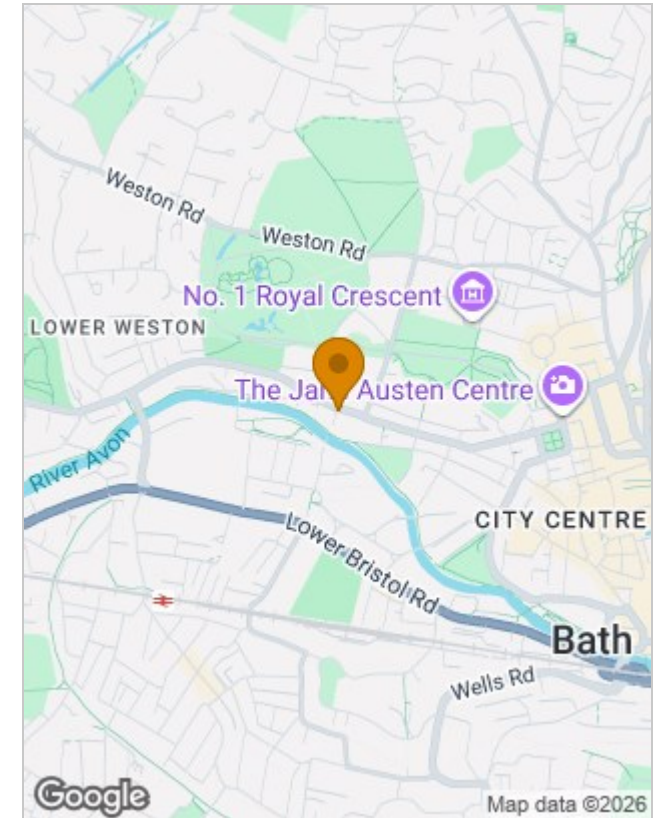 Weston Rd
Weston Rd
No. 1 Royal Crescent
LOWER WESTON
The Jan Austen Centre
River Avon
CITY CENTRE
Lower Bristol Rd
Bath
Wells Rd
Google
Map data ©2026